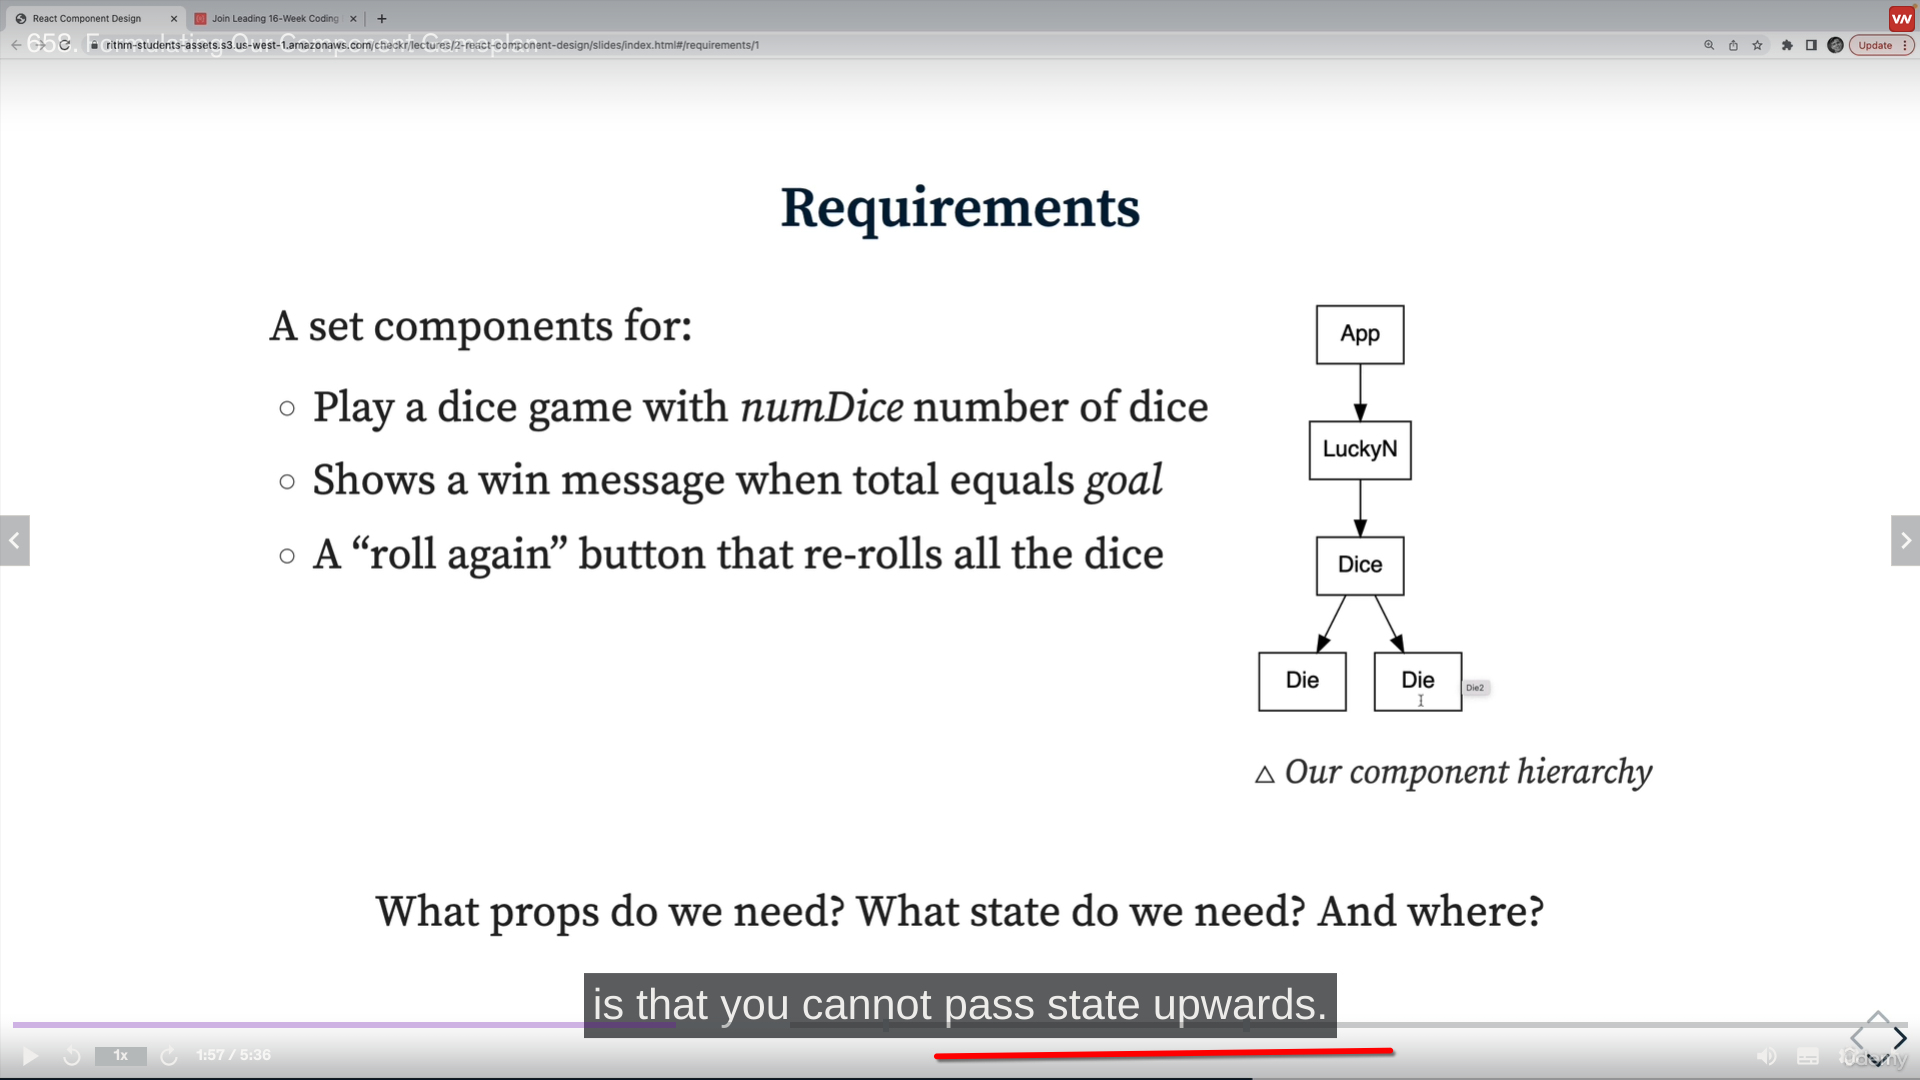 React Component Design
Join Leading 16-Week Coding
658. Formulating Our Component Gameplan
rithm-students-assets.s3.us-west-1.amazonaws.com/checkr/lectures/2-react-component-design/slides/index.html#/requirements/1
Update
Requirements
A set components for:
Play a dice game with numDice number of dice
Shows a win message when total equals goal
A “roll again” button that re-rolls all the dice
App
LuckyN
Dice
Die
Die
Die2
△ Our component hierarchy
What props do we need? What state do we need? And where?
is that you cannot pass state upwards.
1x
1:57 / 5:36
Udemy